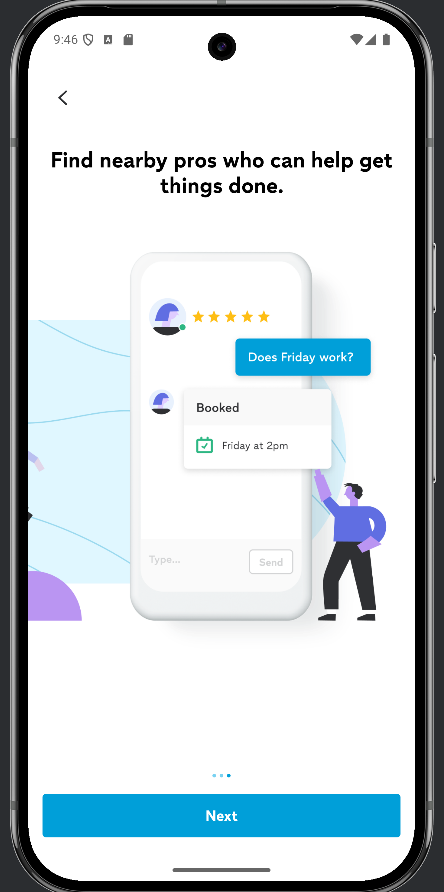 9:46
Find nearby pros who can help get
things done.
Does Friday work?
Booked
Friday at 2pm
Type...
Send
Next